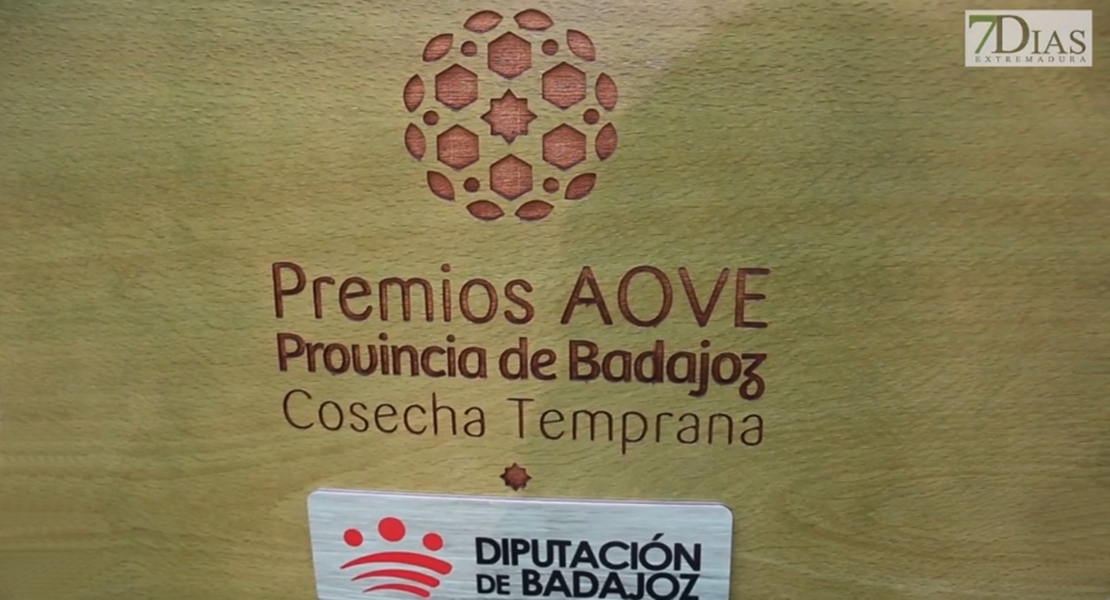 7DIAS
EXTREMADURA
Premios AOVE
Provincia de Badajoz
Cosecha Temprana
DIPUTACIÓN
DE BADAJOZ